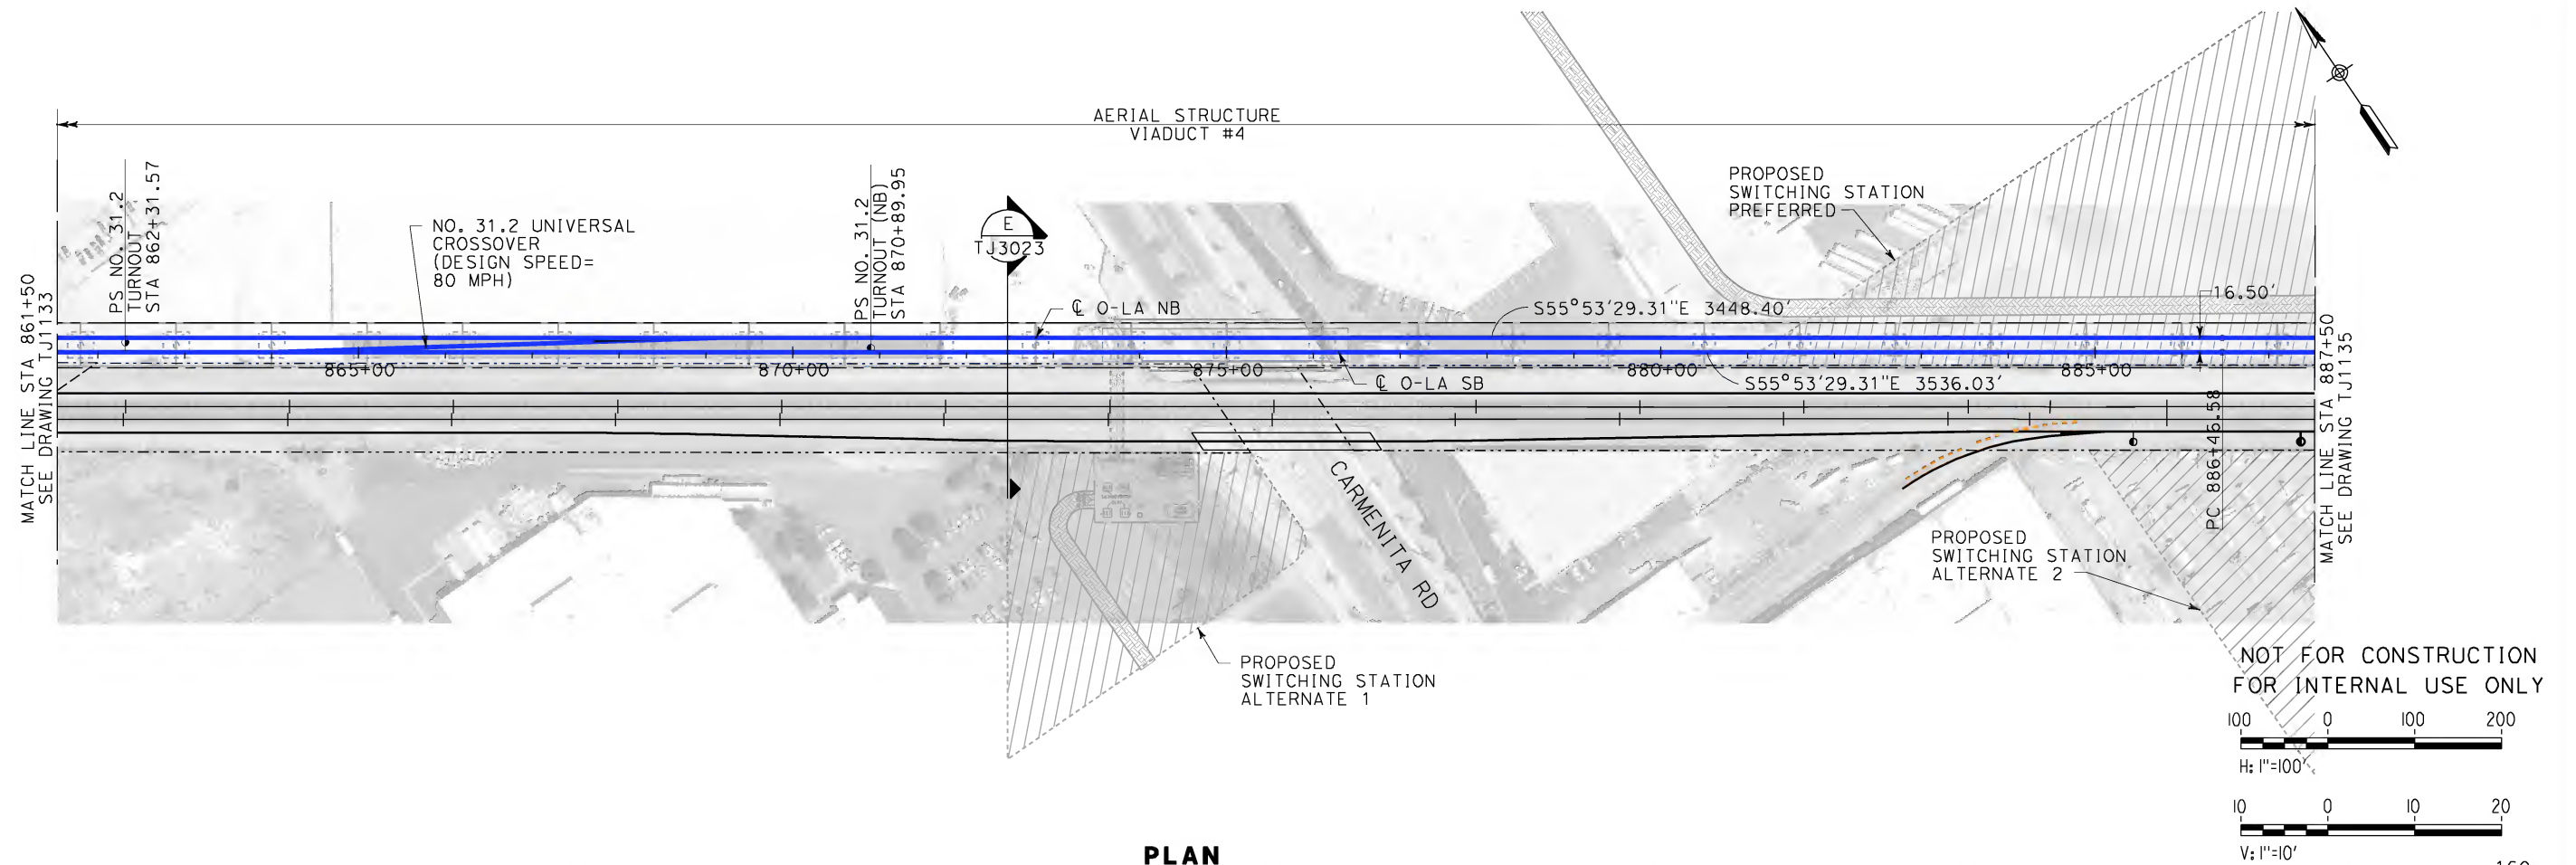 AERIAL STRUCTURE
VIADUCT #4
PS NO. 31.2
TURNOUT
STA 862+31.57
NO. 31.2 UNIVERSAL
CROSSOVER
(DESIGN SPEED=
80 MPH)
PS NO. 31.2
TURNOUT (NB)
STA 870+89.95
E
TJ3023
PROPOSED
SWITCHING STATION
PREFERRED
℄ O-LA NB
S55°53'29.31"E 3448.40'
16.50'
MATCH LINE STA 861+50
SEE DRAWING TJ1133
865+00
870+00
875+00
880+00
885+00
℄ O-LA SB
S55°53'29.31"E 3536.03'
MATCH LINE STA 887+50
SEE DRAWING TJ1135
PC 886+46.58
CARMENITA RD
PROPOSED
SWITCHING STATION
ALTERNATE 2
PROPOSED
SWITCHING STATION
ALTERNATE 1
NOT FOR CONSTRUCTION
FOR INTERNAL USE ONLY
100 0 100 200
H: 1"=100'
10 0 10 20
V: 1"=10'
PLAN